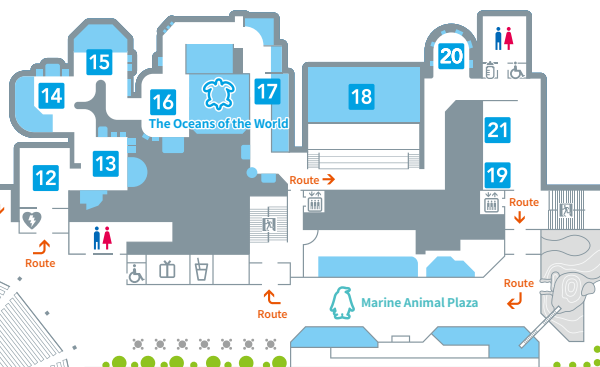 20
15
14
17
16
18
The Oceans of the World
21
13
12
19
Route
Route
Route
Route
Marine Animal Plaza
Route